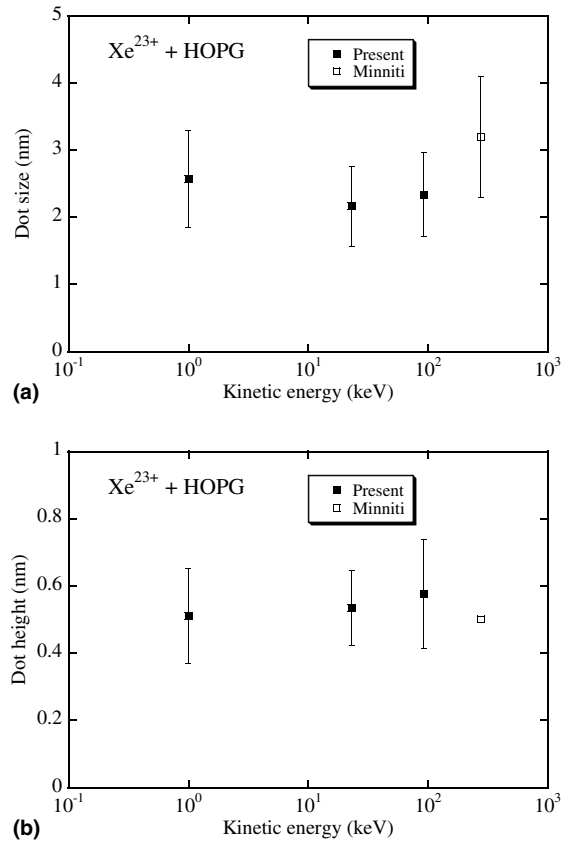 5
Xe²³⁺ + HOPG
Present
Minniti
4
3
2
1
0
Dot size (nm)
10⁻¹ 10⁰ 10¹ 10² 10³
(a)
Kinetic energy (keV)
1
Xe²³⁺ + HOPG
Present
Minniti
0.8
0.6
0.4
0.2
0
Dot height (nm)
10⁻¹ 10⁰ 10¹ 10² 10³
(b)
Kinetic energy (keV)